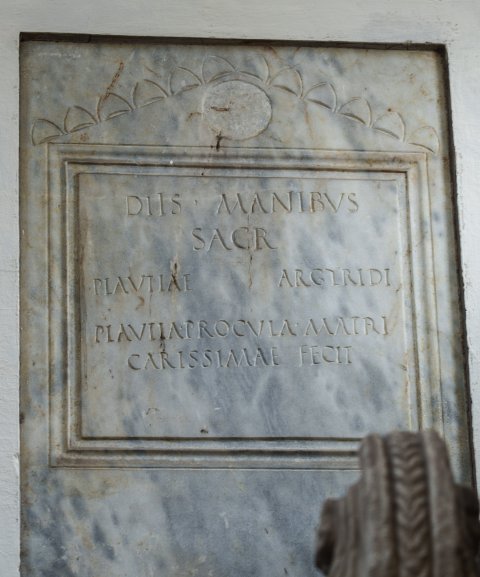 DIIS · MANIBVS
SACR
PLAVTIAE ARGYRIDI
PLAVTIA · PROCVLA · MATRI
CARISSIMAE FECIT